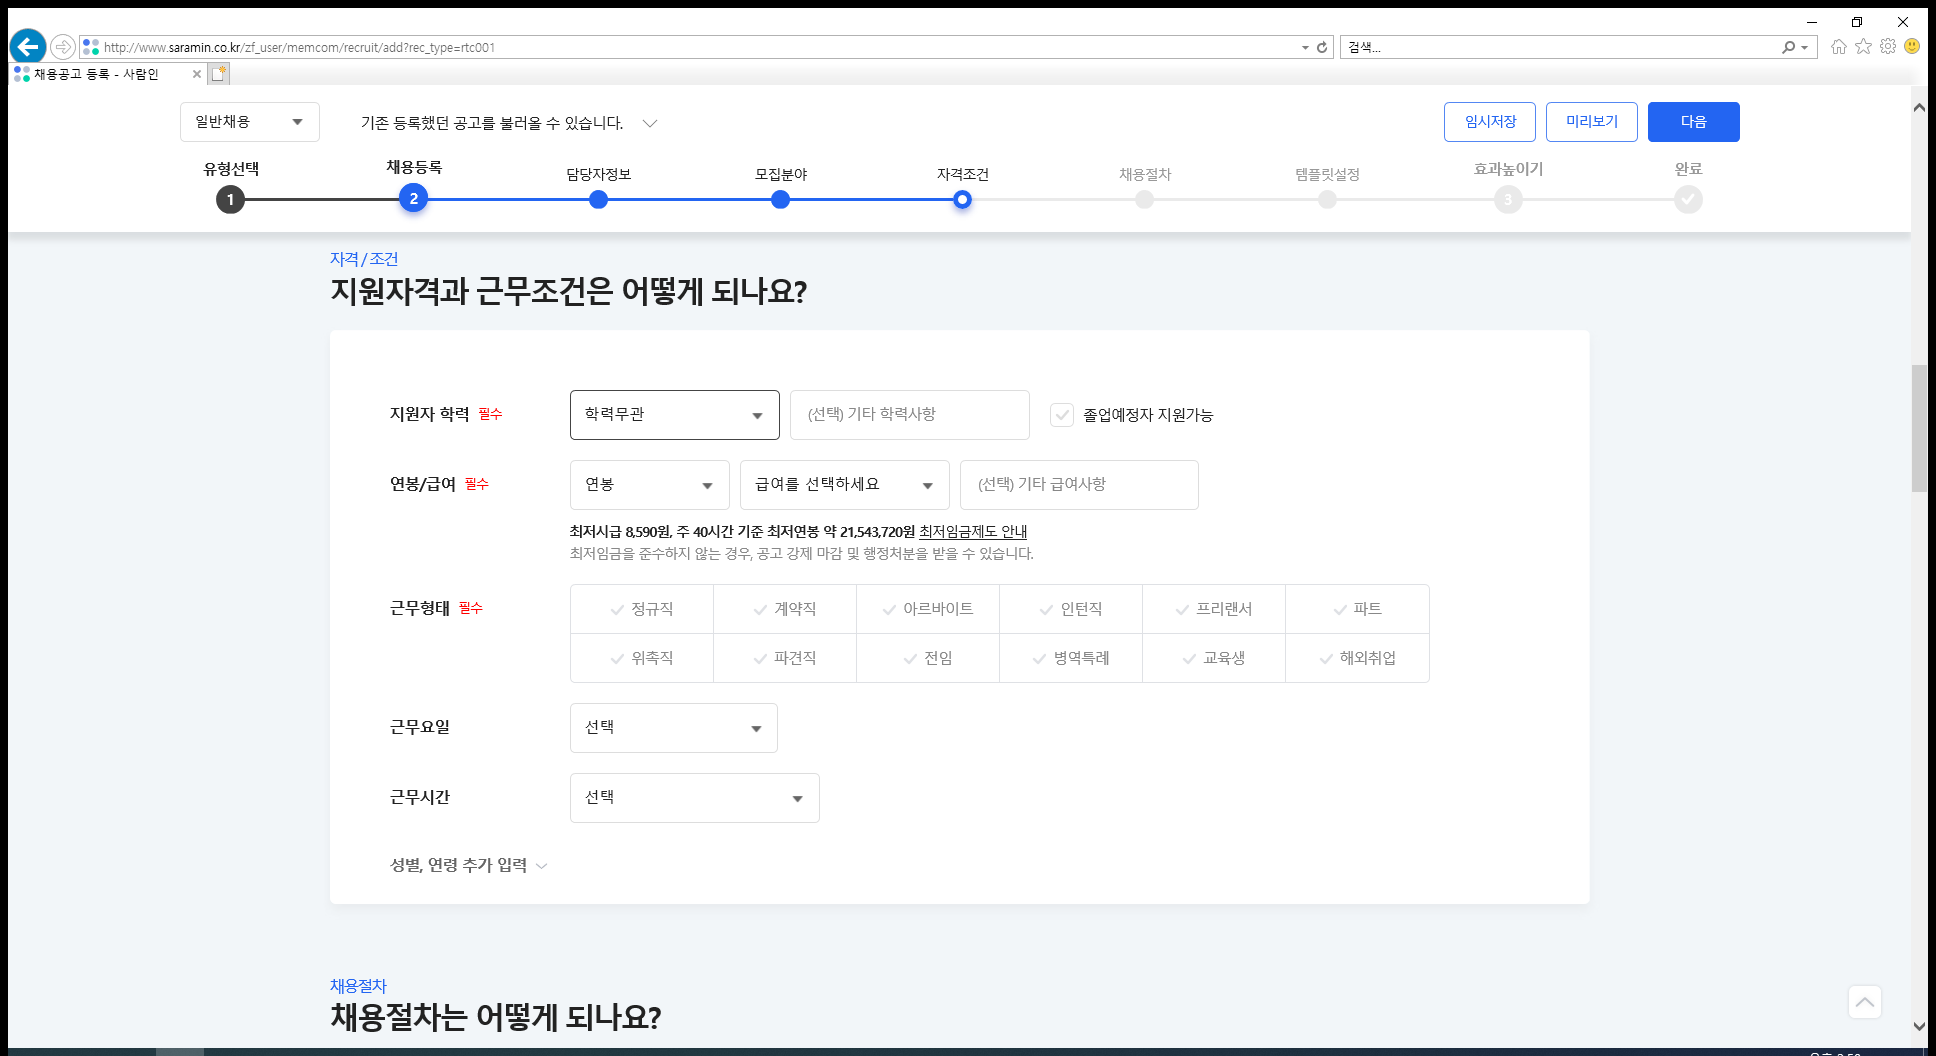 http://www.saramin.co.kr/zf_user/memcom/recruit/add?rec_type=rtc001
검색...
채용공고 등록 - 사람인
일반채용
기존 등록했던 공고를 불러올 수 있습니다.
임시저장
미리보기
다음
유형선택
채용등록
담당자정보
모집분야
자격조건
채용절차
템플릿설정
효과높이기
완료
1
2
3
자격/조건
지원자격과 근무조건은 어떻게 되나요?
지원자 학력 필수
학력무관
(선택) 기타 학력사항
졸업예정자 지원가능
연봉/급여 필수
연봉
급여를 선택하세요
(선택) 기타 급여사항
최저시급 8,590원, 주 40시간 기준 최저연봉 약 21,543,720원 최저임금제도 안내
최저임금을 준수하지 않는 경우, 공고 강제 마감 및 행정처분을 받을 수 있습니다.
근무형태 필수
정규직 계약직 아르바이트 인턴직 프리랜서 파트
위촉직 파견직 전임 병역특례 교육생 해외취업
근무요일
선택
근무시간
선택
성별, 연령 추가 입력
채용절차
채용절차는 어떻게 되나요?